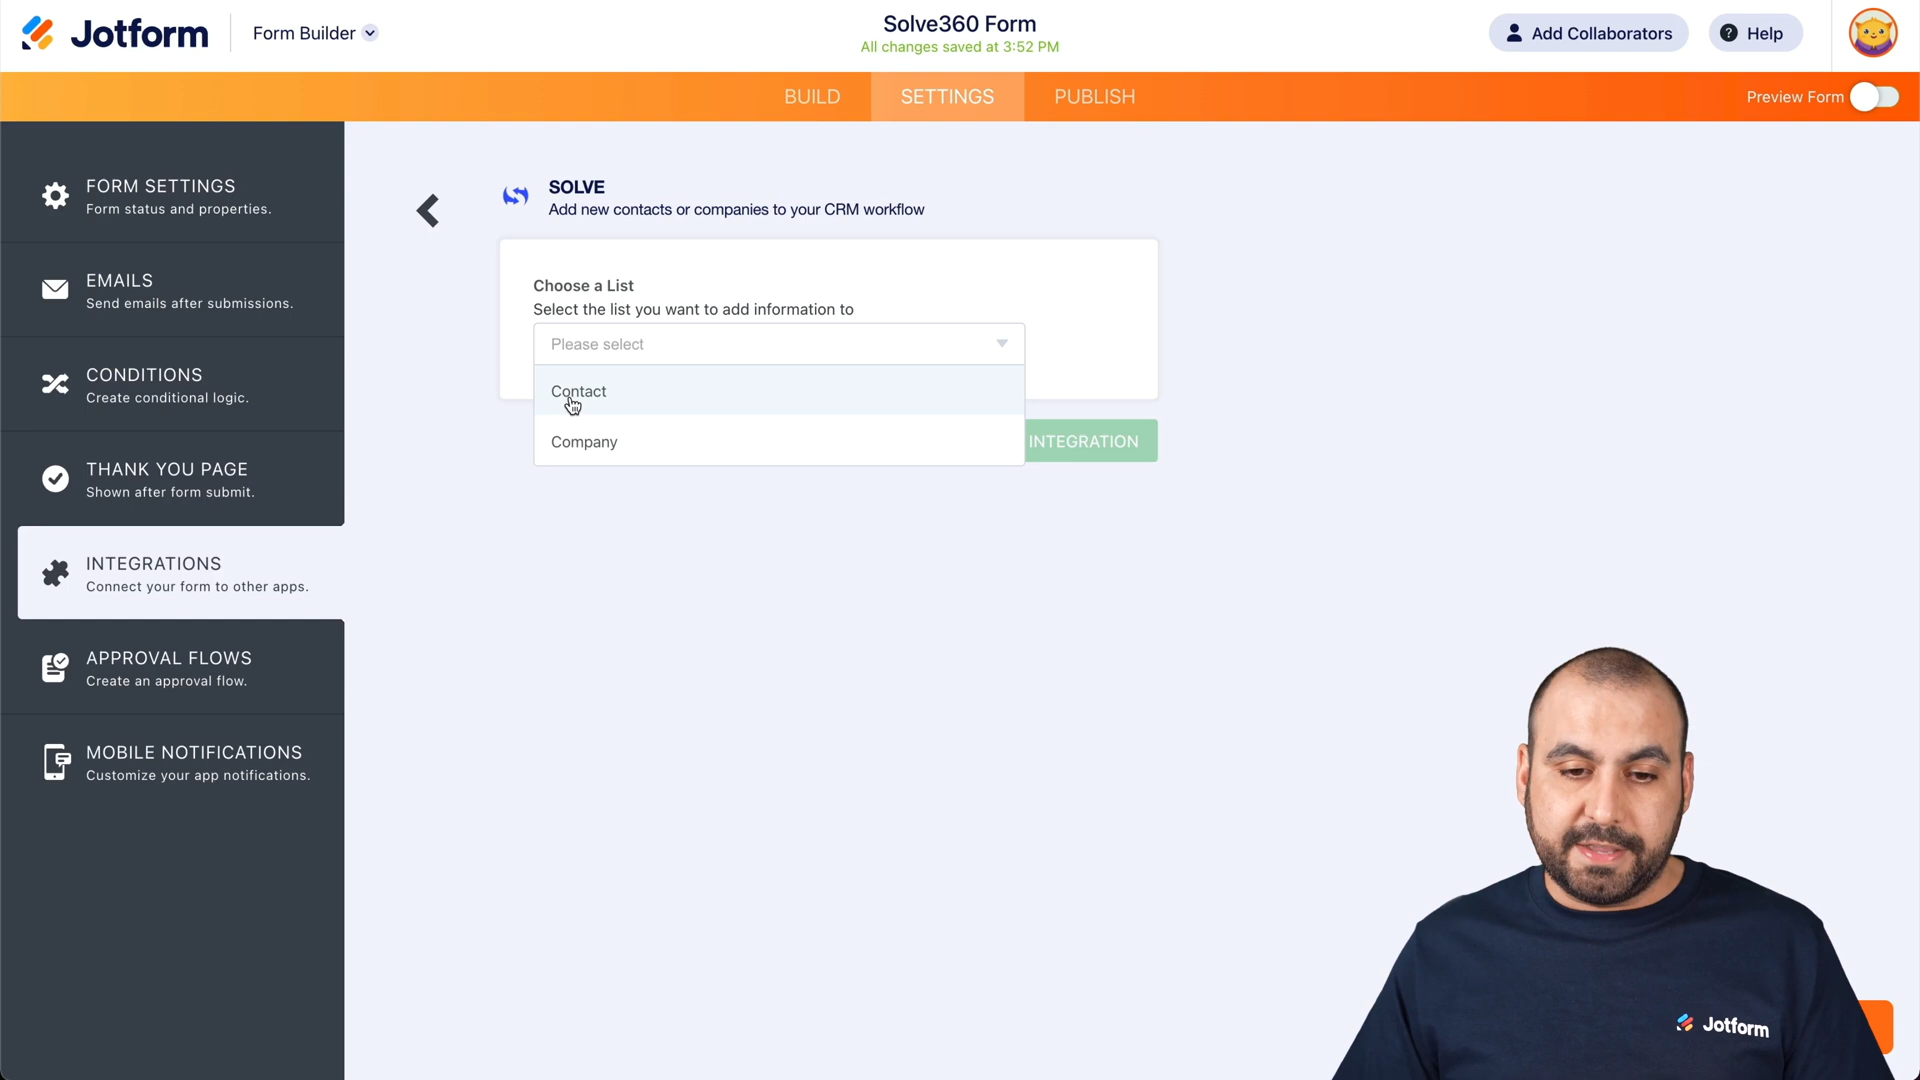 Jotform
Form Builder
Solve360 Form
All changes saved at 3:52 PM
Add Collaborators
? Help
BUILD
SETTINGS
PUBLISH
Preview Form
FORM SETTINGS
Form status and properties.
EMAILS
Send emails after submissions.
CONDITIONS
Create conditional logic.
THANK YOU PAGE
Shown after form submit.
INTEGRATIONS
Connect your form to other apps.
APPROVAL FLOWS
Create an approval flow.
MOBILE NOTIFICATIONS
Customize your app notifications.
SOLVE
Add new contacts or companies to your CRM workflow
Choose a List
Select the list you want to add information to
Please select
Contact
Company
INTEGRATION
Jotform